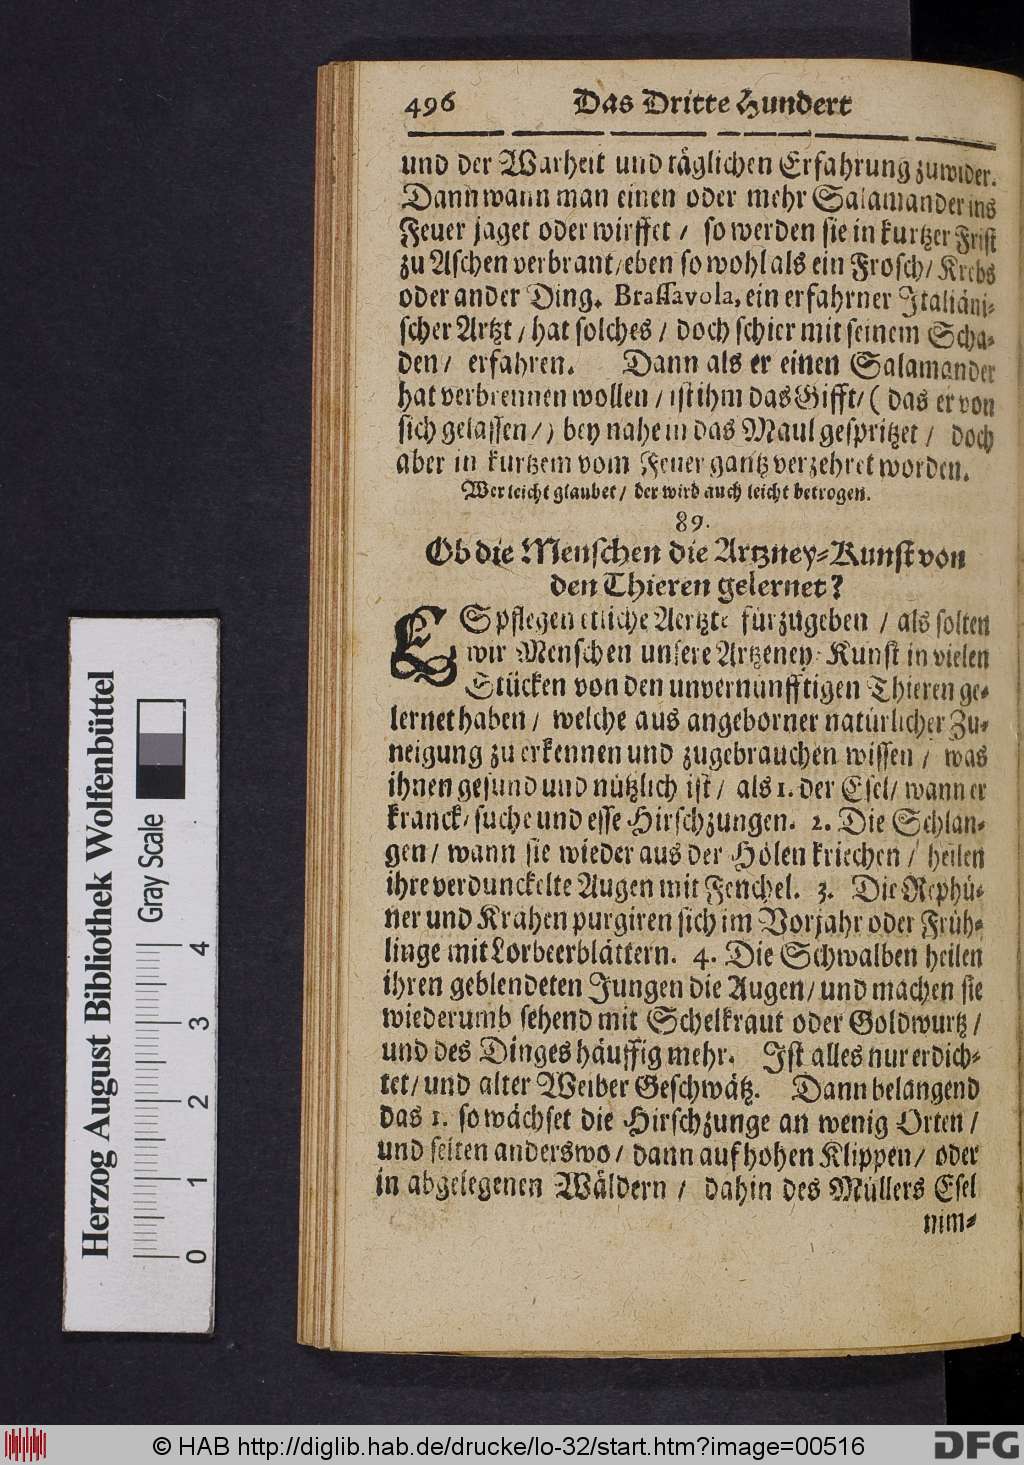 496 Das Dritte Hundert
und der Warheit und täglichen Erfahrung zuwider.
Dann wann man einen oder mehr Salamander ins
Feuer jaget oder wirffet / so werden sie in kurtzer Frist
zu Aschen verbrant / eben so wohl als ein Frosch / Krebs
oder ander Ding. Brassavola, ein erfahrner Italiäni-
scher Artzt / hat solches / doch schier mit seinem Scha-
den / erfahren. Dann als er einen Salamander
hat verbrennen wollen / ist ihm das Gifft / ( das er von
sich gelassen / ) bey nahe in das Maul gespritzet / doch
aber in kurtzem vom Feuer gantz verzehret worden.
Wer leicht glaubet / der wird auch leicht betrogen.
89.
Ob die Menschen die Artzney-Kunst von
den Thieren gelernet?
ES pflegen etliche Aertzte fürzugeben / als solten
wir Menschen unsere Artzeney-Kunst in vielen
Stücken von den unvernünfftigen Thieren ge-
lernet haben / welche aus angeborner natürlicher Zu-
neigung zu erkennen und zugebrauchen wissen / was
ihnen gesund und nützlich ist / als 1. der Esel / wann er
kranck / suche und esse Hirschzungen. 2. Die Schlan-
gen / wann sie wieder aus der Hölen kriechen / heilen
ihre verdunckelte Augen mit Fenchel. 3. Die Rephü-
ner und Krähen purgiren sich im Vorjahr oder Früh-
linge mit Lorbeerblättern. 4. Die Schwalben heilen
ihren geblendeten Jungen die Augen / und machen sie
wiederumb sehend mit Schelkraut oder Goldwurtz /
und des Dinges häuffig mehr. Ist alles nur erdich-
tet / und alter Weiber Geschwätz. Dann belangend
das 1. so wächset die Hirschzunge an wenig Orten /
und selten anderswo / dann auf hohen Klippen / oder
in abgelegenen Wäldern / dahin des Müllers Esel
nim-
Herzog August Bibliothek Wolfenbüttel
Gray Scale
0 1 2 3 4
© HAB http://diglib.hab.de/drucke/lo-32/start.htm?image=00516
DFG